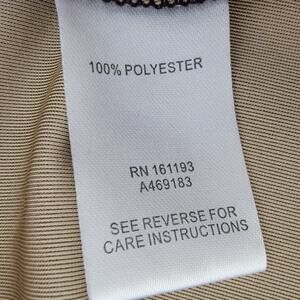 100% POLYESTER
RN 161193
A469183
SEE REVERSE FOR
CARE INSTRUCTIONS